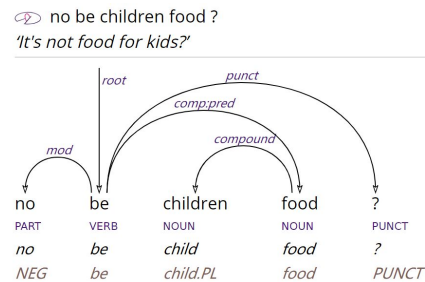 no be children food ?
‘It's not food for kids?’
root
punct
comp:pred
mod
compound
no be children food ?
PART VERB NOUN NOUN PUNCT
no be child food ?
NEG be child.PL food PUNCT